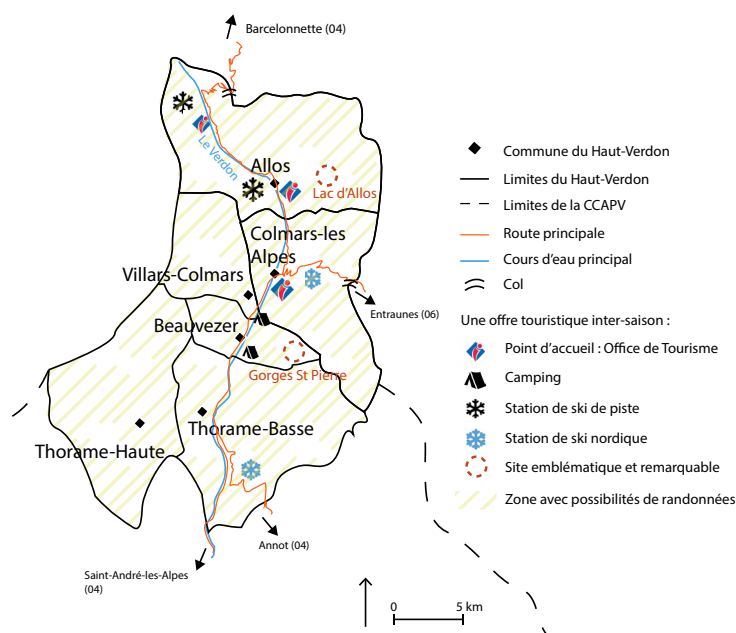 Barcelonnette (04)
Le Verdon
Allos
Lac d'Allos
Colmars-les
Alpes
Villars-Colmars
Entraunes (06)
Beauvezer
Gorges St Pierre
Thorame-Basse
Thorame-Haute
Annot (04)
Saint-André-les-Alpes
(04)
0 5 km
Commune du Haut-Verdon
Limites du Haut-Verdon
Limites de la CCAPV
Route principale
Cours d'eau principal
Col
Une offre touristique inter-saison :
Point d'accueil : Office de Tourisme
Camping
Station de ski de piste
Station de ski nordique
Site emblématique et remarquable
Zone avec possibilités de randonnées